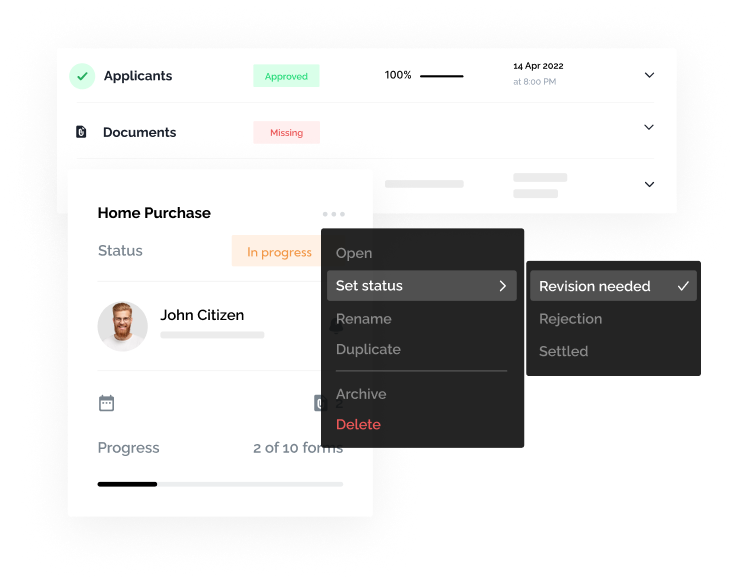 Applicants
Approved
100%
14 Apr 2022
at 8:00 PM
Documents
Missing
Home Purchase
Status
In progress
John Citizen
2
Progress
2 of 10 forms
Open
Set status
Rename
Duplicate
Archive
Delete
Revision needed
Rejection
Settled